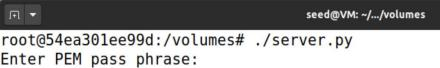 seed@VM: ~/.../volumes
root@54ea301ee99d:/volumes# ./server.py
Enter PEM pass phrase: